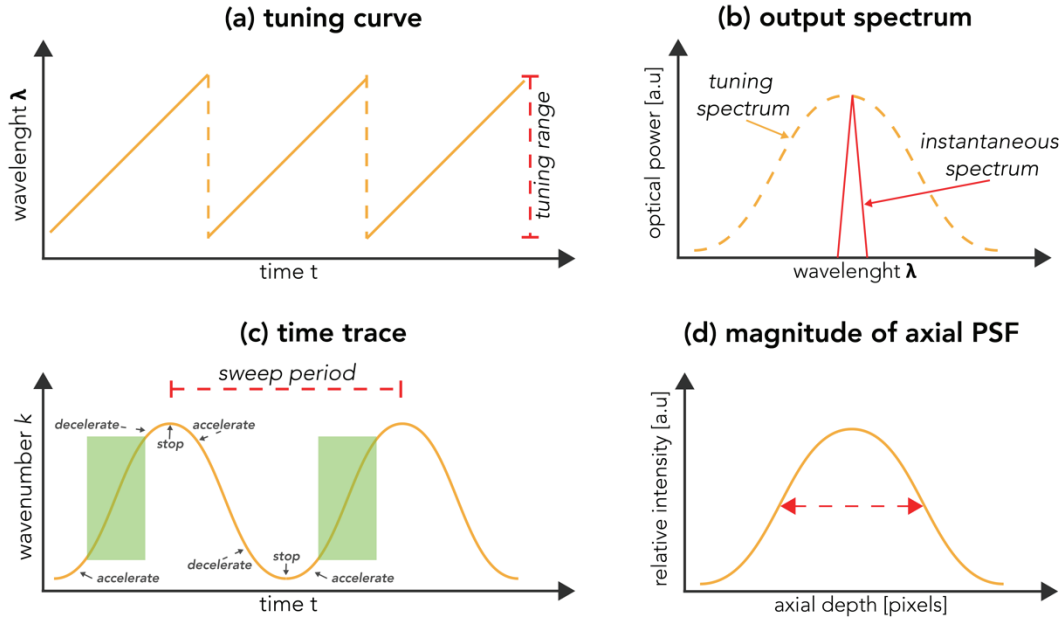 (a) tuning curve
wavelenght λ
tuning range
time t
(b) output spectrum
optical power [a.u]
tuning
spectrum
instantaneous
spectrum
wavelenght λ
(c) time trace
sweep period
wavenumber k
decelerate
stop
accelerate
accelerate
decelerate
stop
accelerate
time t
(d) magnitude of axial PSF
relative intensity [a.u]
axial depth [pixels]